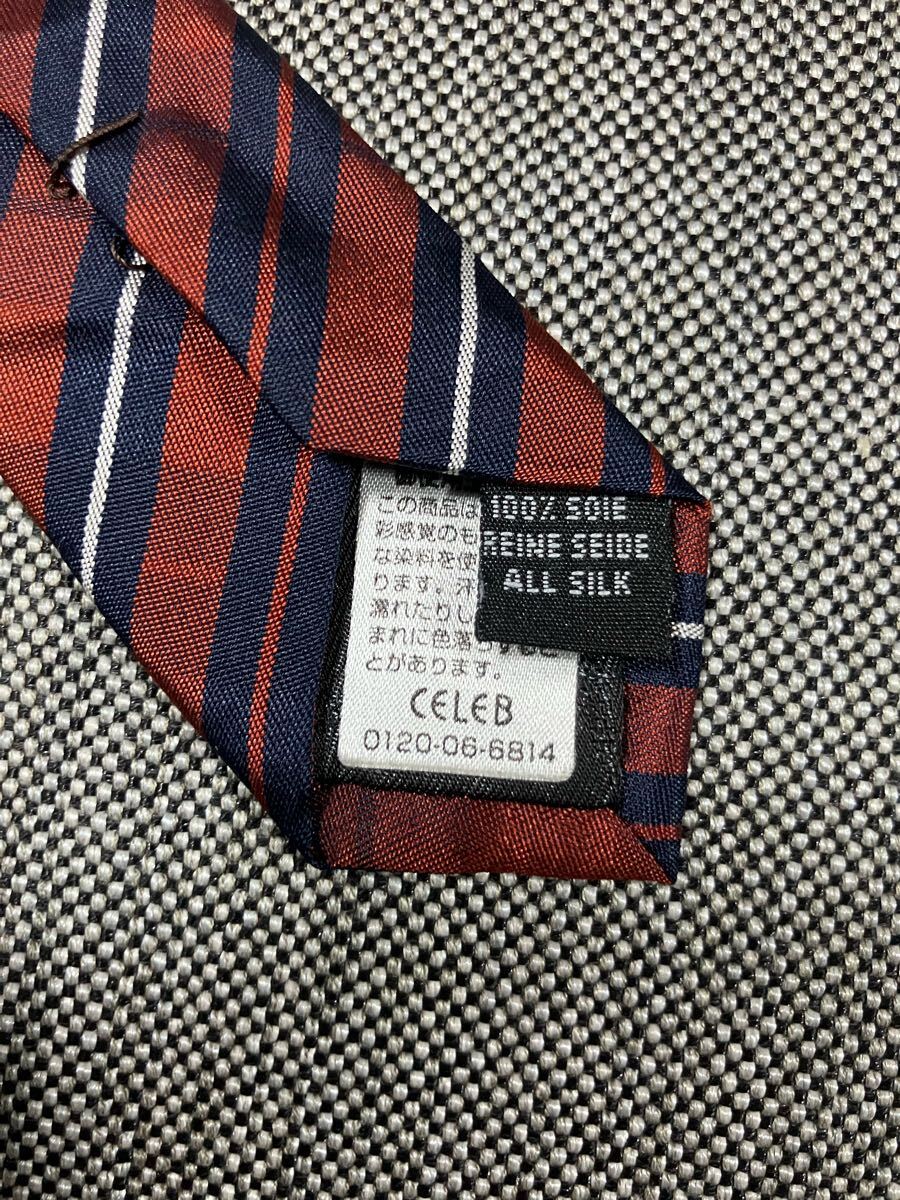 この商品は
彩感覚のも
な染料を使
ります。汗
濡れたりし
まれに色落
とがあります。
CELEB
0120-06-6814
100% SOIE
REINE SEIDE
ALL SILK